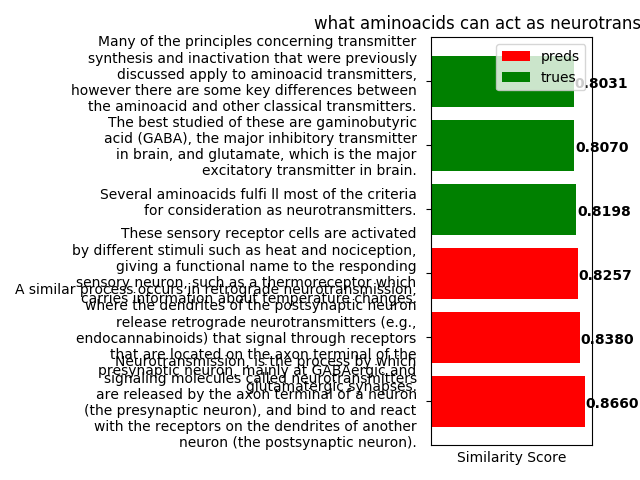 what aminoacids can act as neurotrans
Many of the principles concerning transmitter
synthesis and inactivation that were previously
discussed apply to aminoacid transmitters,
however there are some key differences between
the aminoacid and other classical transmitters.
The best studied of these are gaminobutyric
acid (GABA), the major inhibitory transmitter
in brain, and glutamate, which is the major
excitatory transmitter in brain.
Several aminoacids fulfi ll most of the criteria
for consideration as neurotransmitters.
These sensory receptor cells are activated
by different stimuli such as heat and nociception,
giving a functional name to the responding
sensory neuron, such as a thermoreceptor which
carries information about temperature changes.
A similar process occurs in retrograde neurotransmission,
where the dendrites of the postsynaptic neuron
release retrograde neurotransmitters (e.g.,
endocannabinoids) that signal through receptors
that are located on the axon terminal of the
presynaptic neuron, mainly at GABAergic and
glutamatergic synapses.
Neurotransmission, is the process by which
signaling molecules called neurotransmitters
are released by the axon terminal of a neuron
(the presynaptic neuron), and bind to and react
with the receptors on the dendrites of another
neuron (the postsynaptic neuron).
preds
trues
0.8031
0.8070
0.8198
0.8257
0.8380
0.8660
Similarity Score